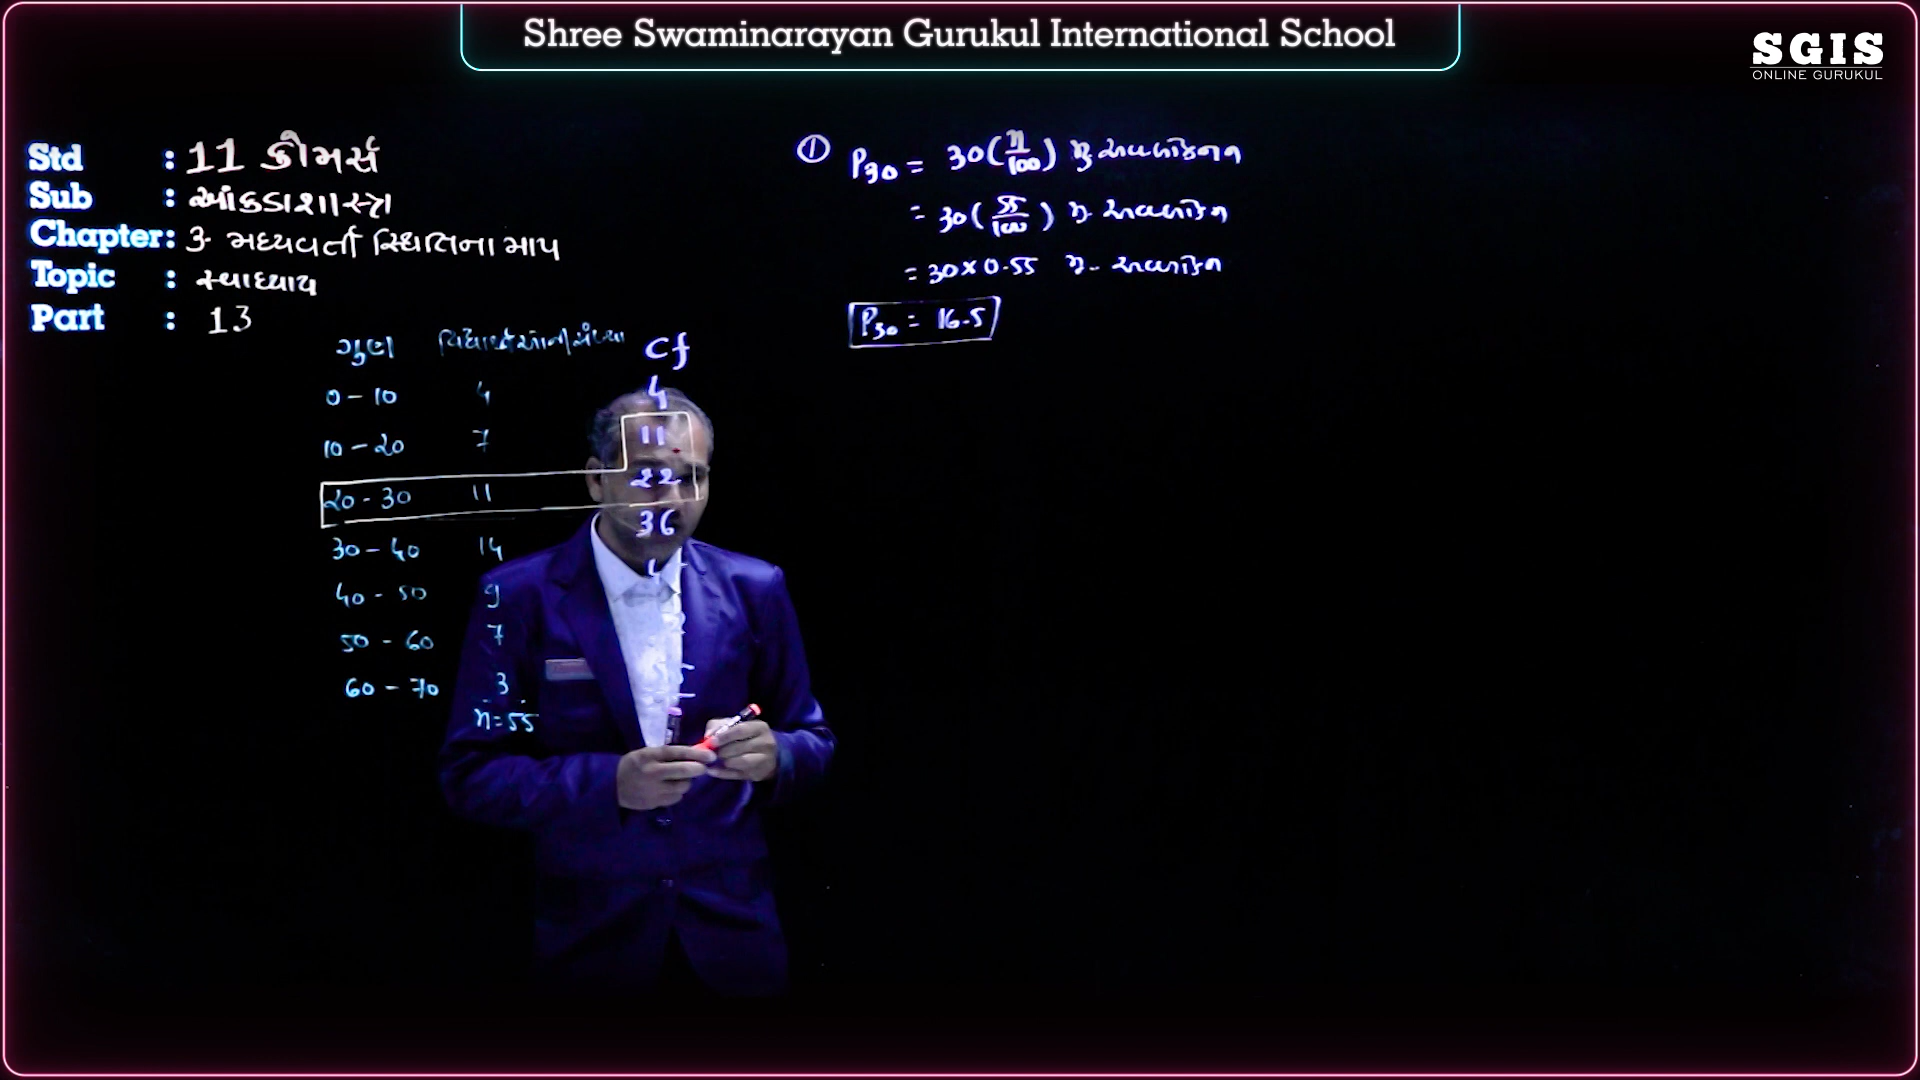 Shree Swaminarayan Gurukul International School
SGIS
ONLINE GURUKUL
Std : 11 કોમર્સ
Sub : આંકડાશાસ્ત્ર
Chapter: 3. મધ્યવર્તી સ્થિતિના માપ
Topic : સ્વાધ્યાય
Part : 13
ગુણ વિદ્યાર્થીઓની સંખ્યા Cf
0 - 10 4 4
10 - 20 7 11
20 - 30 11 22
30 - 40 14 36
40 - 50 9 4
50 - 60 7
60 - 70 3
n = 55
① P30 = 30(n/100) મું અવલોકન
= 30(55/100) મું અવલોકન
= 30 × 0.55 મું અવલોકન
P30 = 16.5